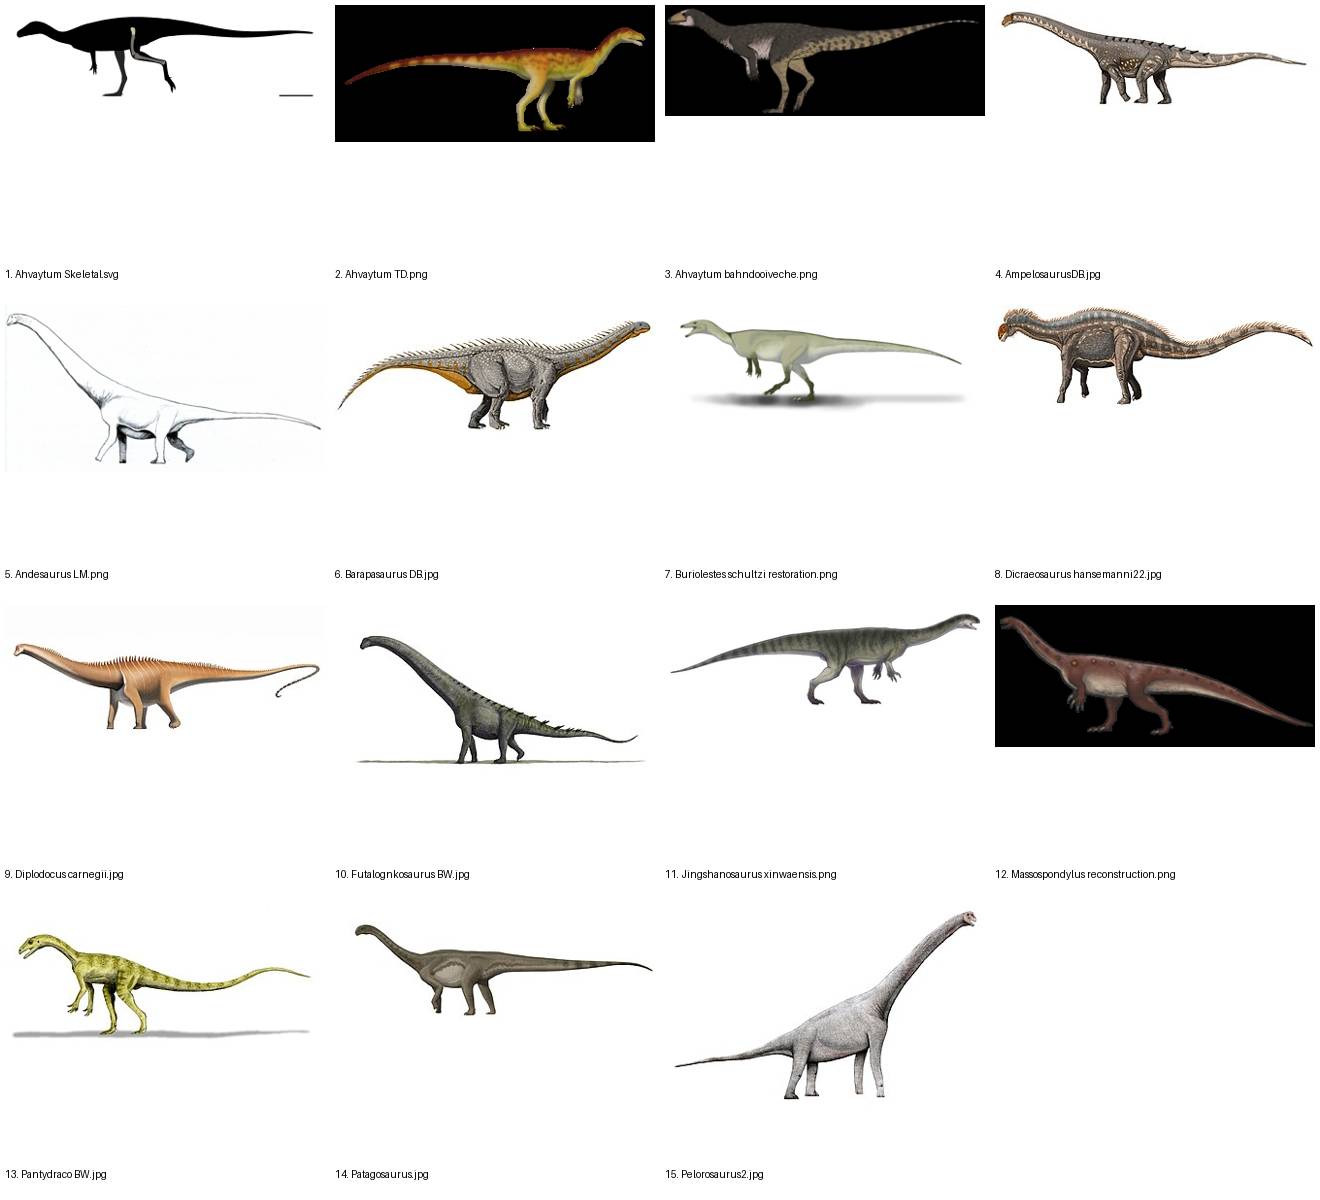 1. Ahvaytum Skeletal.svg
2. Ahvaytum TD.png
3. Ahvaytum bahndooiveche.png
4. AmpelosaurusDB.jpg
5. Andesaurus LM.png
6. Barapasaurus DB.jpg
7. Buriolestes schultzi restoration.png
8. Dicraeosaurus hansemanni22.jpg
9. Diplodocus carnegii.jpg
10. Futalognkosaurus BW.jpg
11. Jingshanosaurus xinwaensis.png
12. Massospondylus reconstruction.png
13. Pantydraco BW.jpg
14. Patagosaurus.jpg
15. Pelorosaurus2.jpg